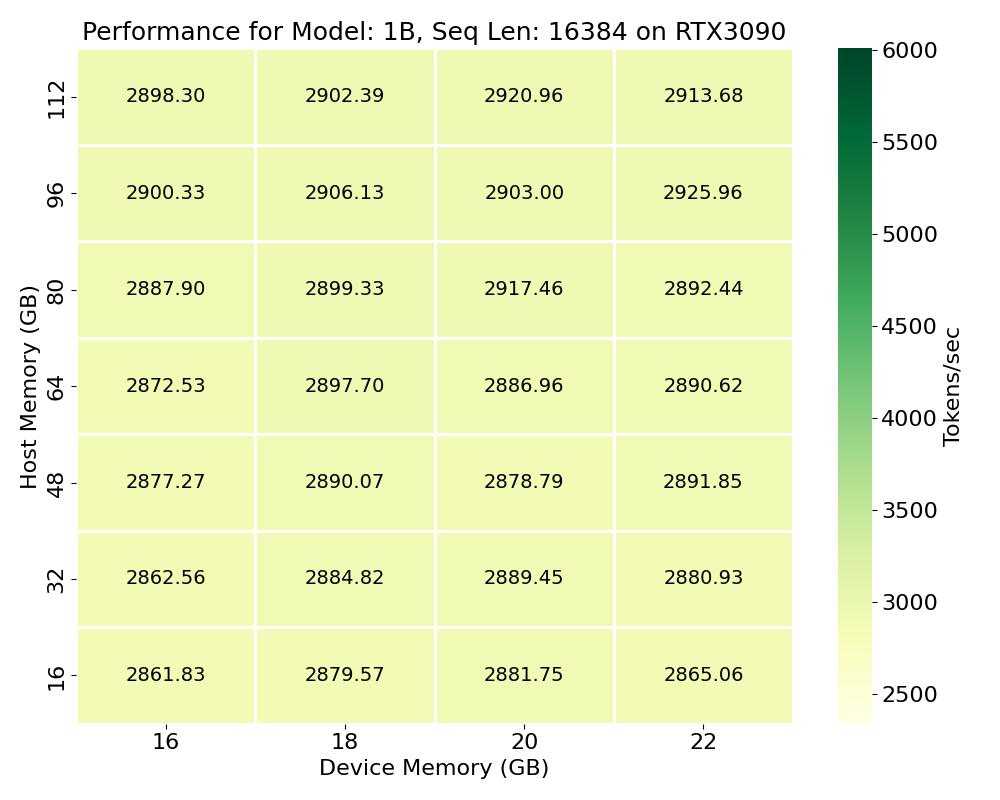 Performance for Model: 1B, Seq Len: 16384 on RTX3090
112 2898.30 2902.39 2920.96 2913.68
96 2900.33 2906.13 2903.00 2925.96
80 2887.90 2899.33 2917.46 2892.44
64 2872.53 2897.70 2886.96 2890.62
48 2877.27 2890.07 2878.79 2891.85
32 2862.56 2884.82 2889.45 2880.93
16 2861.83 2879.57 2881.75 2865.06
16 18 20 22
Device Memory (GB)
Host Memory (GB)
6000
5500
5000
4500
4000
3500
3000
2500
Tokens/sec